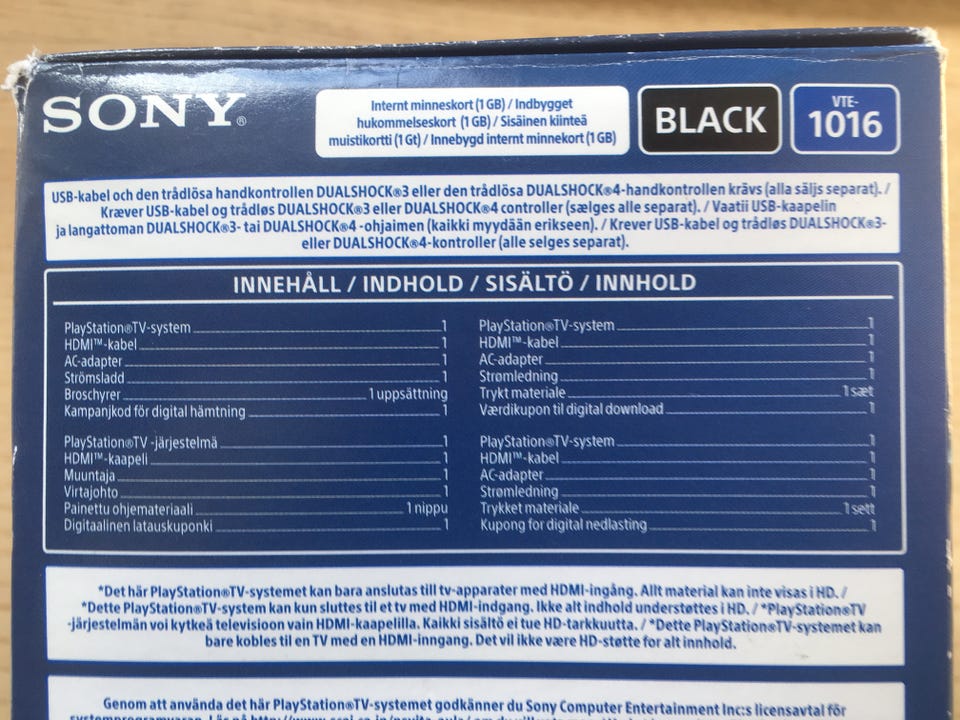 SONY®
Internt minneskort (1 GB) / Indbygget
hukommelseskort (1 GB) / Sisäinen kiinteä
muistikortti (1 Gt) / Innebygd internt minnekort (1 GB)
BLACK
VTE-
1016
USB-kabel och den trådlösa handkontrollen DUALSHOCK®3 eller den trådlösa DUALSHOCK®4-handkontrollen krävs (alla säljs separat). /
Kræver USB-kabel og trådløs DUALSHOCK®3 eller DUALSHOCK®4 controller (sælges alle separat). / Vaatii USB-kaapelin
ja langattoman DUALSHOCK®3- tai DUALSHOCK®4 -ohjaimen (kaikki myydään erikseen). / Krever USB-kabel og trådløs DUALSHOCK®3-
eller DUALSHOCK®4-kontroller (alle selges separat).
INNEHÅLL / INDHOLD / SISÄLTÖ / INNHOLD
PlayStation®TV-system 1
HDMI™-kabel 1
AC-adapter 1
Strömsladd 1
Broschyrer 1 uppsättning
Kampanjkod för digital hämtning 1
PlayStation®TV-system 1
HDMI™-kabel 1
AC-adapter 1
Strømledning 1
Trykt materiale 1 sæt
Værdikupon til digital download 1
PlayStation®TV -järjestelmä 1
HDMI™-kaapeli 1
Muuntaja 1
Virtajohto 1
Painettu ohjemateriaali 1 nippu
Digitaalinen latauskuponki 1
PlayStation®TV-system 1
HDMI™-kabel 1
AC-adapter 1
Strømledning 1
Trykket materiale 1 sett
Kupong for digital nedlasting 1
*Det här PlayStation®TV-systemet kan bara anslutas till tv-apparater med HDMI-ingång. Allt material kan inte visas i HD. /
*Dette PlayStation®TV-system kan kun sluttes til et tv med HDMI-indgang. Ikke alt indhold understøttes i HD. / *PlayStation®TV
-järjestelmän voi kytkeä televisioon vain HDMI-kaapelilla. Kaikki sisältö ei tue HD-tarkkuutta. / *Dette PlayStation®TV-systemet kan
bare kobles til en TV med en HDMI-inngang. Det vil ikke være HD-støtte for alt innhold.
Genom att använda det här PlayStation®TV-systemet godkänner du Sony Computer Entertainment Inc:s licensavtal för